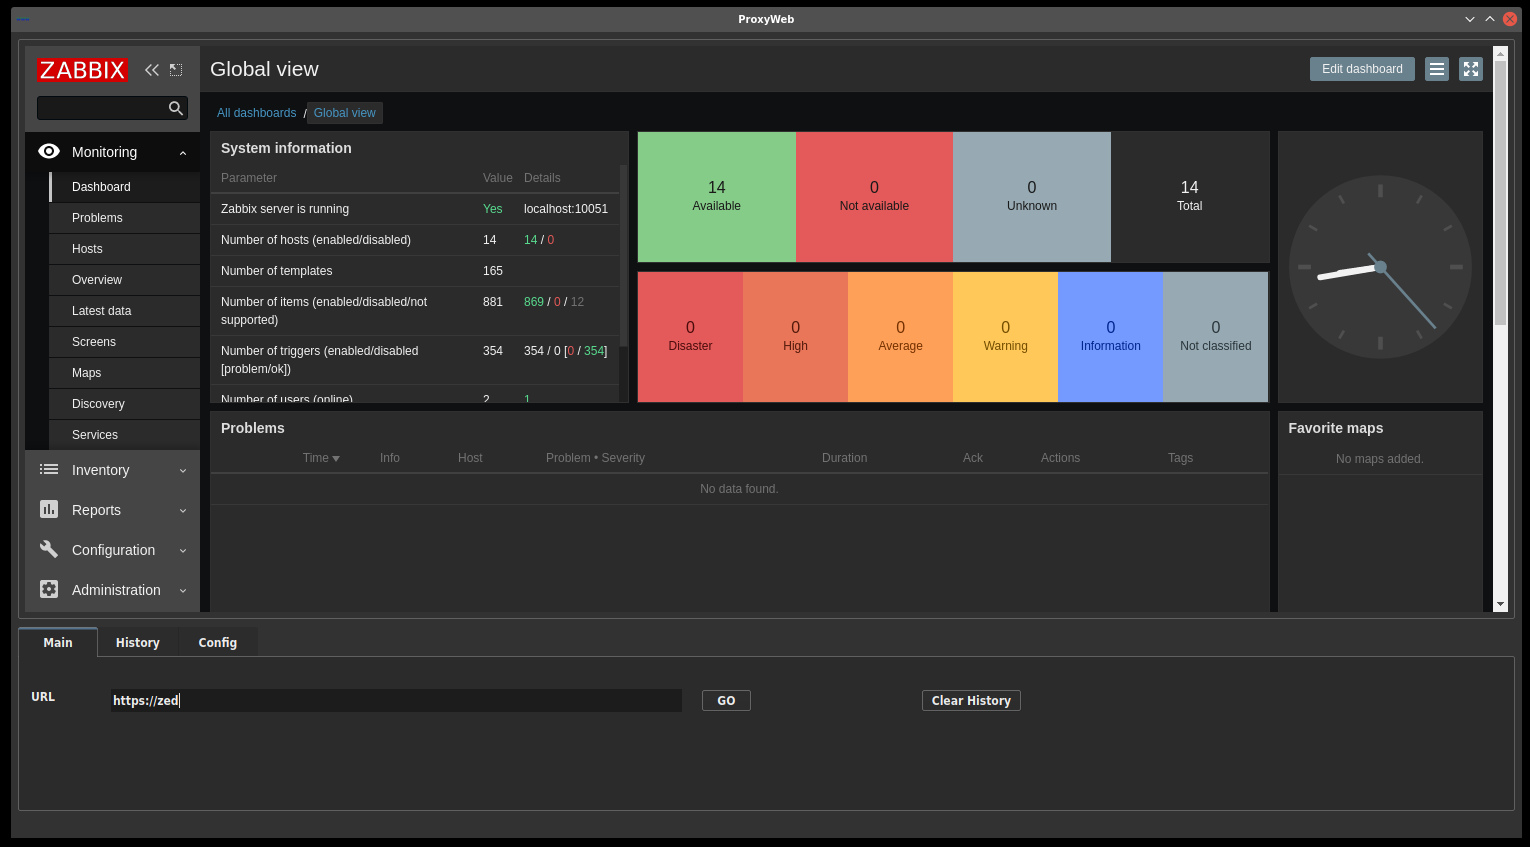 ProxyWeb
ZABBIX
Global view
Edit dashboard
All dashboards / Global view
Monitoring
Dashboard
Problems
Hosts
Overview
Latest data
Screens
Maps
Discovery
Services
Inventory
Reports
Configuration
Administration
System information
Parameter Value Details
Zabbix server is running Yes localhost:10051
Number of hosts (enabled/disabled) 14 14 / 0
Number of templates 165
Number of items (enabled/disabled/not 881 869 / 0 / 12
supported)
Number of triggers (enabled/disabled 354 354 / 0 [0 / 354]
[problem/ok])
Number of users (online) 2 1
14 0 0 14
Available Not available Unknown Total
0 0 0 0 0 0
Disaster High Average Warning Information Not classified
Problems
Time Info Host Problem • Severity Duration Ack Actions Tags
No data found.
Favorite maps
No maps added.
Main History Config
URL https://zed GO Clear History